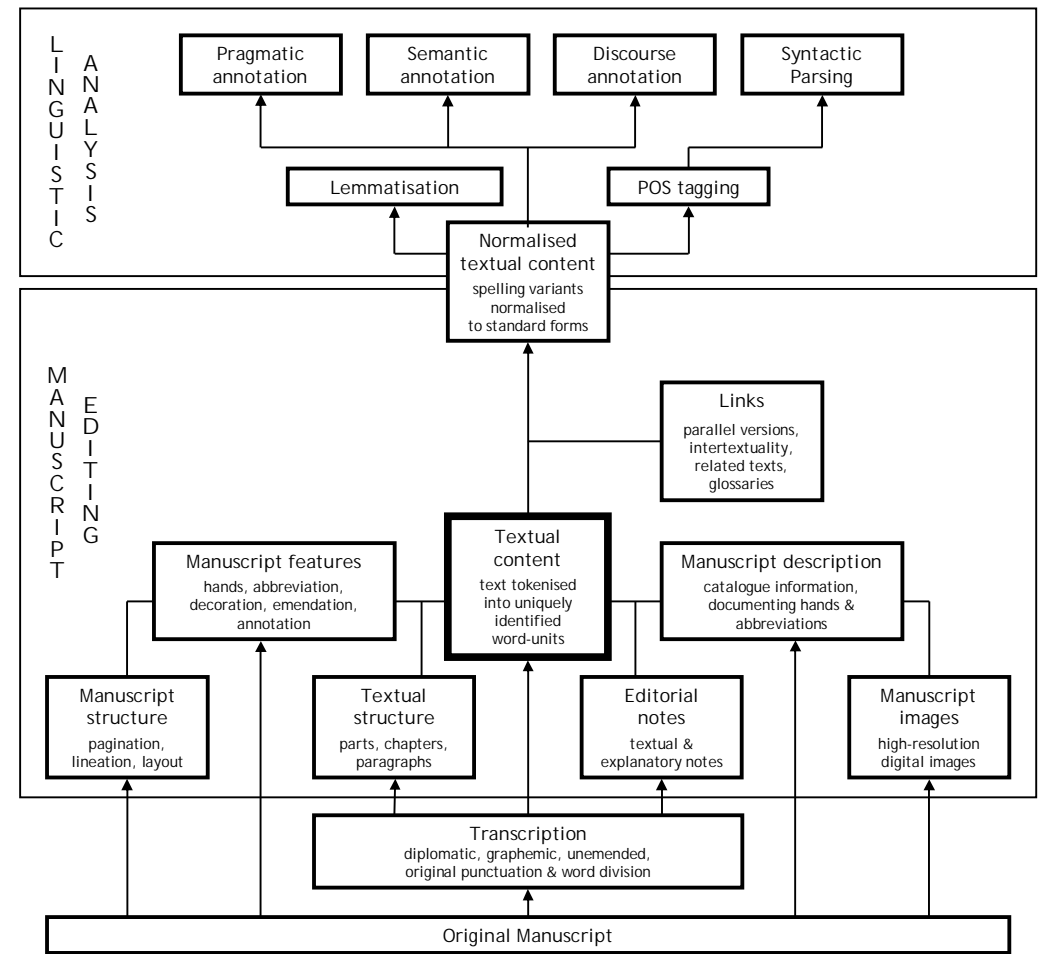 LINGUISTIC
ANALYSIS
Pragmatic
annotation
Semantic
annotation
Discourse
annotation
Syntactic
Parsing
Lemmatisation
POS tagging
Normalised
textual content
spelling variants
normalised
to standard forms
MANUSCRIPT
EDITING
Links
parallel versions,
intertextuality,
related texts,
glossaries
Manuscript features
hands, abbreviation,
decoration, emendation,
annotation
Textual
content
text tokenised
into uniquely
identified
word-units
Manuscript description
catalogue information,
documenting hands &
abbreviations
Manuscript
structure
pagination,
lineation, layout
Textual
structure
parts, chapters,
paragraphs
Editorial
notes
textual &
explanatory notes
Manuscript
images
high-resolution
digital images
Transcription
diplomatic, graphemic, unemended,
original punctuation & word division
Original Manuscript